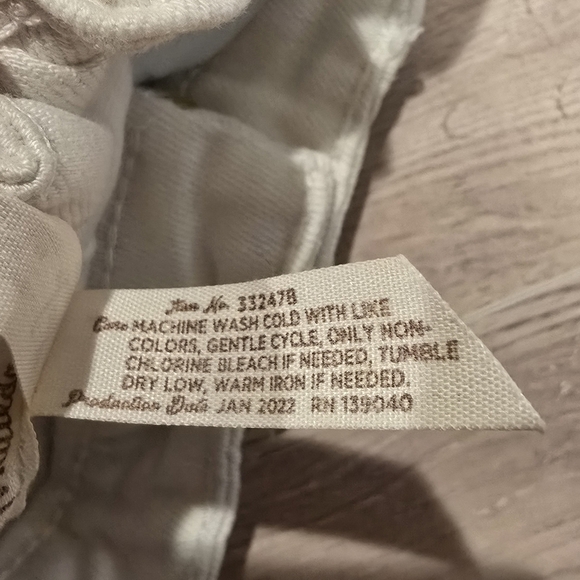 Item No. 33247B
Care MACHINE WASH COLD WITH LIKE
COLORS, GENTLE CYCLE, ONLY NON-
CHLORINE BLEACH IF NEEDED, TUMBLE
DRY LOW, WARM IRON IF NEEDED.
Production Date JAN 2022 RN 139040